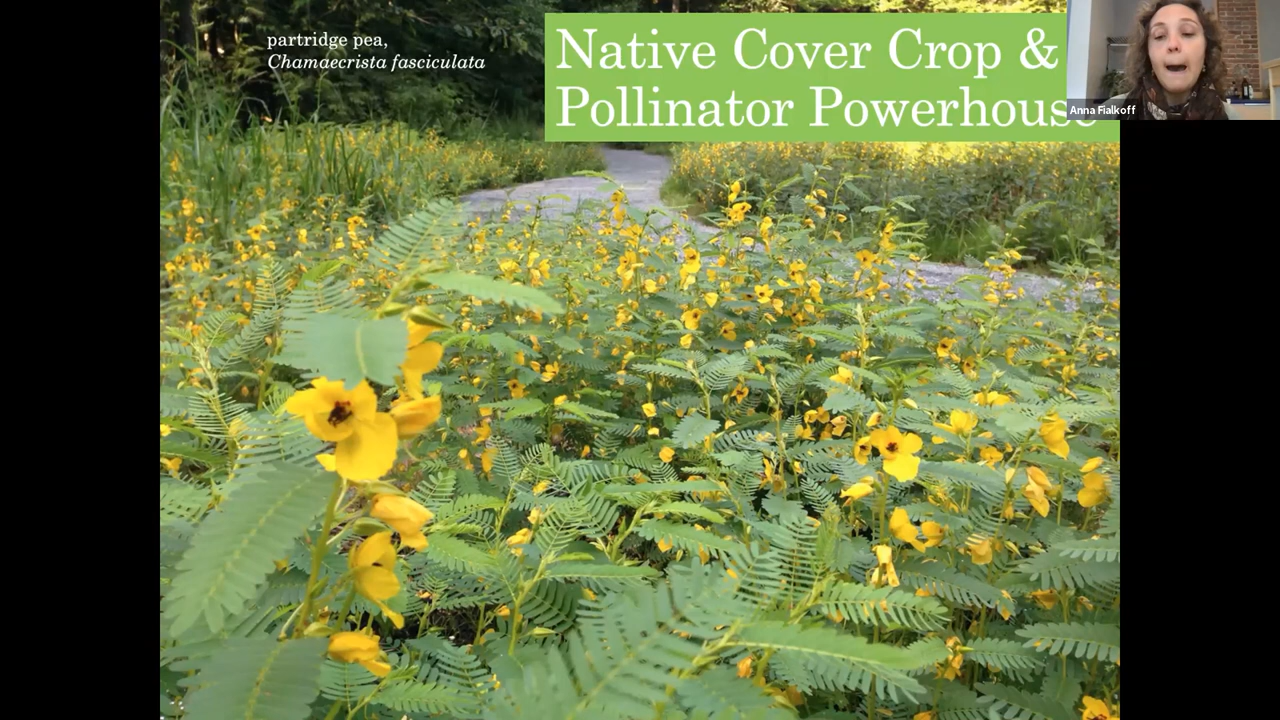 partridge pea,
Chamaecrista fasciculata
Native Cover Crop &
Pollinator Powerhouse
Anna Fialkoff